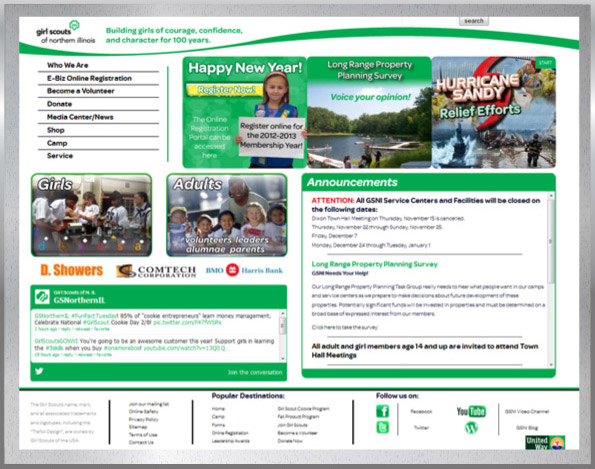 search
girl scouts
of northern illinois
Building girls of courage, confidence,
and character for 100 years.
Who We Are
E-Biz Online Registration
Become a Volunteer
Donate
Media Center/News
Shop
Camp
Service
Happy New Year!
Register Now!
The Online
Registration
Portal can be
accessed
here
Register online for
the 2012-2013
Membership Year!
Long Range Property
Planning Survey
Voice your opinion!
START
HURRICANE
SANDY
Relief Efforts
Girls
Adults
volunteers leaders
alumnae parents
D. Showers
COMTECH
CORPORATION
BMO Harris Bank
Girl Scouts of N. IL
GSNorthernIL
GSNorthernIL #FunFactTuesday! 85% of "cookie entrepreneurs" learn money management.
Celebrate National #GirlScout Cookie Day 2/8!
2 hours ago · reply · retweet · favorite
GirlScoutsGCNWI You're going to be an awesome customer this year! Support girls in learning
the #5skills when you buy #onemorebox!
18 hours ago · reply · retweet · favorite
Join the conversation
Announcements
ATTENTION: All GSNI Service Centers and Facilities will be closed on
the following dates:
Dixon Town Hall Meeting on Thursday, November 15 is cancelled.
Thursday, November 22 through Sunday, November 25.
Friday, December 7
Monday, December 24 through Tuesday, January 1
Long Range Property Planning Survey
GSNI Needs Your Help!
Our Long Range Property Planning Task Group really needs to hear what people want in our camps
and service centers as we prepare to make decisions about future development of these
properties. Potentially significant funds will be invested in properties and must be determined on a
broad base of expressed interest from our members.
Click here to take the survey
All adult and girl members age 14 and up are invited to attend Town
Hall Meetings
The Girl Scouts name, mark,
and all associated trademarks
and logotypes, including the
"Trefoil Design", are owned by
Girl Scouts of the USA
Join our mailing list
Online Safety
Privacy Policy
Sitemap
Terms of Use
Contact Us
Popular Destinations:
Home
Camp
Forms
Online Registration
Leadership Awards
Girl Scout Cookie Program
Fall Product Program
Join Girl Scouts
Become a Volunteer
Donate Now
Follow us on:
Facebook
YouTube
GSNI Video Channel
Twitter
GSNI Blog
United
Way